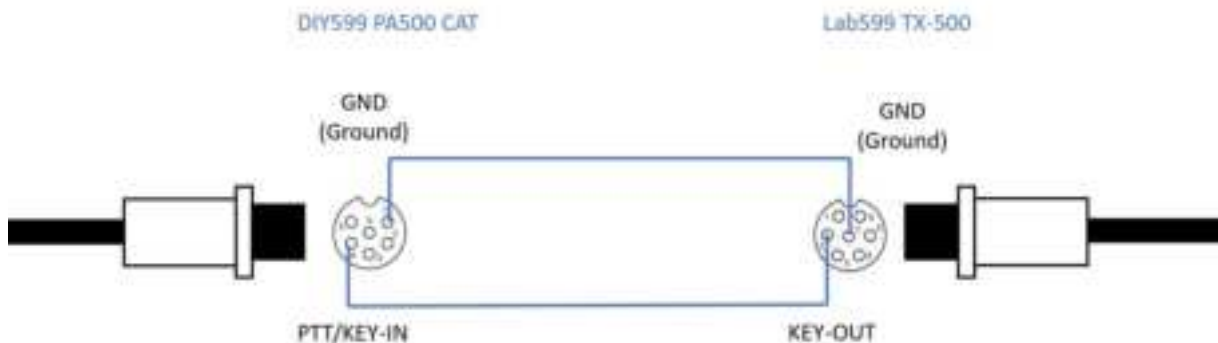 DIY599 PA500 CAT
Lab599 TX-500
GND
(Ground)
GND
(Ground)
PTT/KEY-IN
KEY-OUT